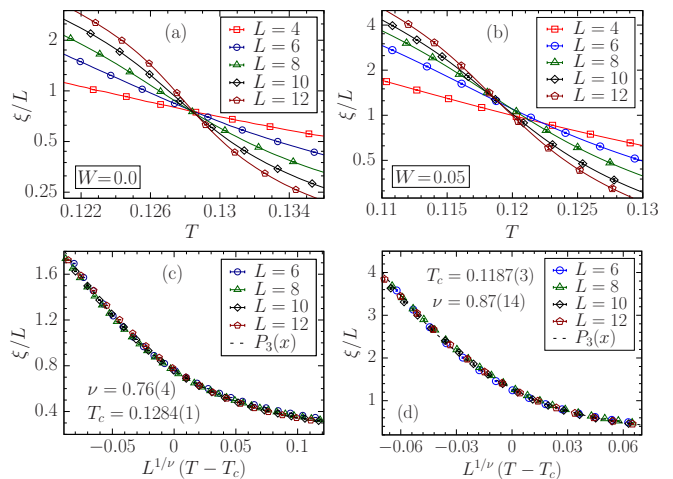 (a)
L = 4
L = 6
L = 8
L = 10
L = 12
2
1
0.5
0.25
ξ/L
W=0.0
0.122
0.126
0.13
0.134
T
(b)
L = 4
L = 6
L = 8
L = 10
L = 12
4
2
1
0.5
ξ/L
W=0.05
0.11
0.115
0.12
0.125
0.13
T
(c)
L = 6
L = 8
L = 10
L = 12
P₃(x)
1.6
1.2
0.8
0.4
ξ/L
ν = 0.76(4)
T_c = 0.1284(1)
−0.05
0
0.05
0.1
L^{1/ν}(T − T_c)
T_c = 0.1187(3)
ν = 0.87(14)
L = 6
L = 8
L = 10
L = 12
P₃(x)
4
3
2
1
ξ/L
(d)
−0.06
−0.03
0
0.03
0.06
L^{1/ν}(T − T_c)